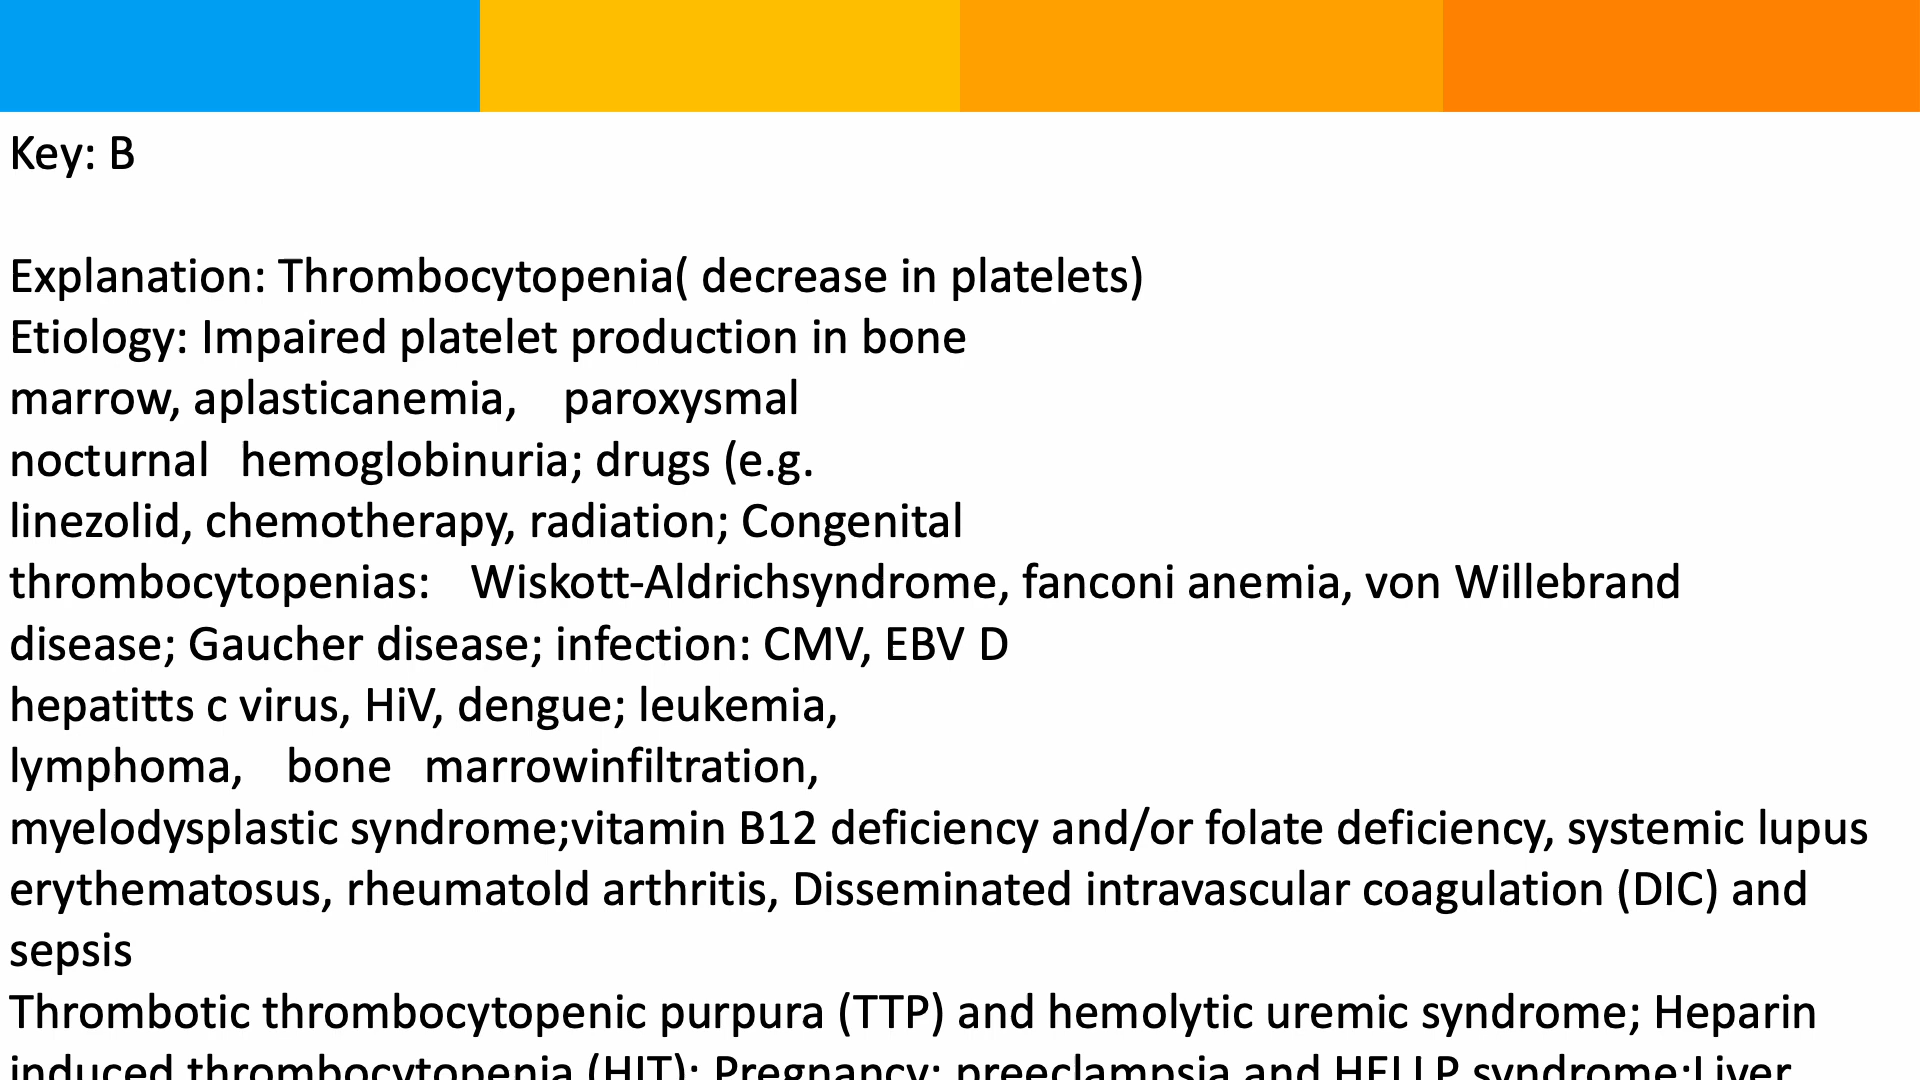 Key: B
Explanation: Thrombocytopenia( decrease in platelets)
Etiology: Impaired platelet production in bone
marrow, aplasticanemia, paroxysmal
nocturnal hemoglobinuria; drugs (e.g.
linezolid, chemotherapy, radiation; Congenital
thrombocytopenias: Wiskott-Aldrichsyndrome, fanconi anemia, von Willebrand
disease; Gaucher disease; infection: CMV, EBV D
hepatitts c virus, HiV, dengue; leukemia,
lymphoma, bone marrowinfiltration,
myelodysplastic syndrome;vitamin B12 deficiency and/or folate deficiency, systemic lupus
erythematosus, rheumatold arthritis, Disseminated intravascular coagulation (DIC) and
sepsis
Thrombotic thrombocytopenic purpura (TTP) and hemolytic uremic syndrome; Heparin
induced thrombocytopenia (HIT); Pregnancy: preeclampsia and HELLP syndrome;Liver